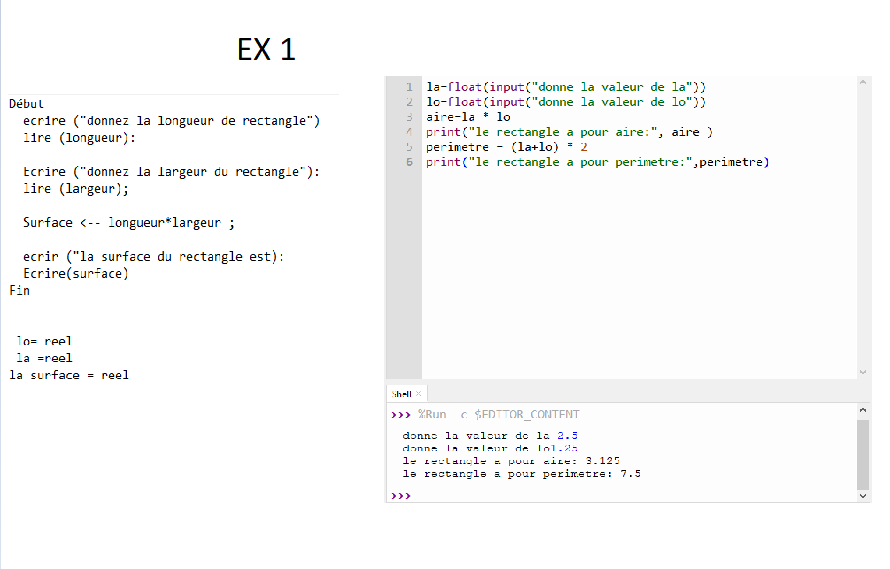 EX 1
Début
ecrire ("donnez la longueur de rectangle")
lire (longueur):
Ecrire ("donnez la largeur du rectangle"):
lire (largeur);
Surface <-- longueur*largeur ;
ecrir ("la surface du rectangle est):
Ecrire(surface)
Fin
lo= reel
la =reel
la surface = reel
1 la=float(input("donne la valeur de la"))
2 lo=float(input("donne la valeur de lo"))
3 aire=la * lo
4 print("le rectangle a pour aire:", aire )
5 perimetre = (la+lo) * 2
6 print("le rectangle a pour perimetre:",perimetre)
Shell ×
>>> %Run -c $EDITOR_CONTENT
donne la valeur de la 2.5
donne la valeur de lo1.25
le rectangle a pour aire: 3.125
le rectangle a pour perimetre: 7.5
>>>